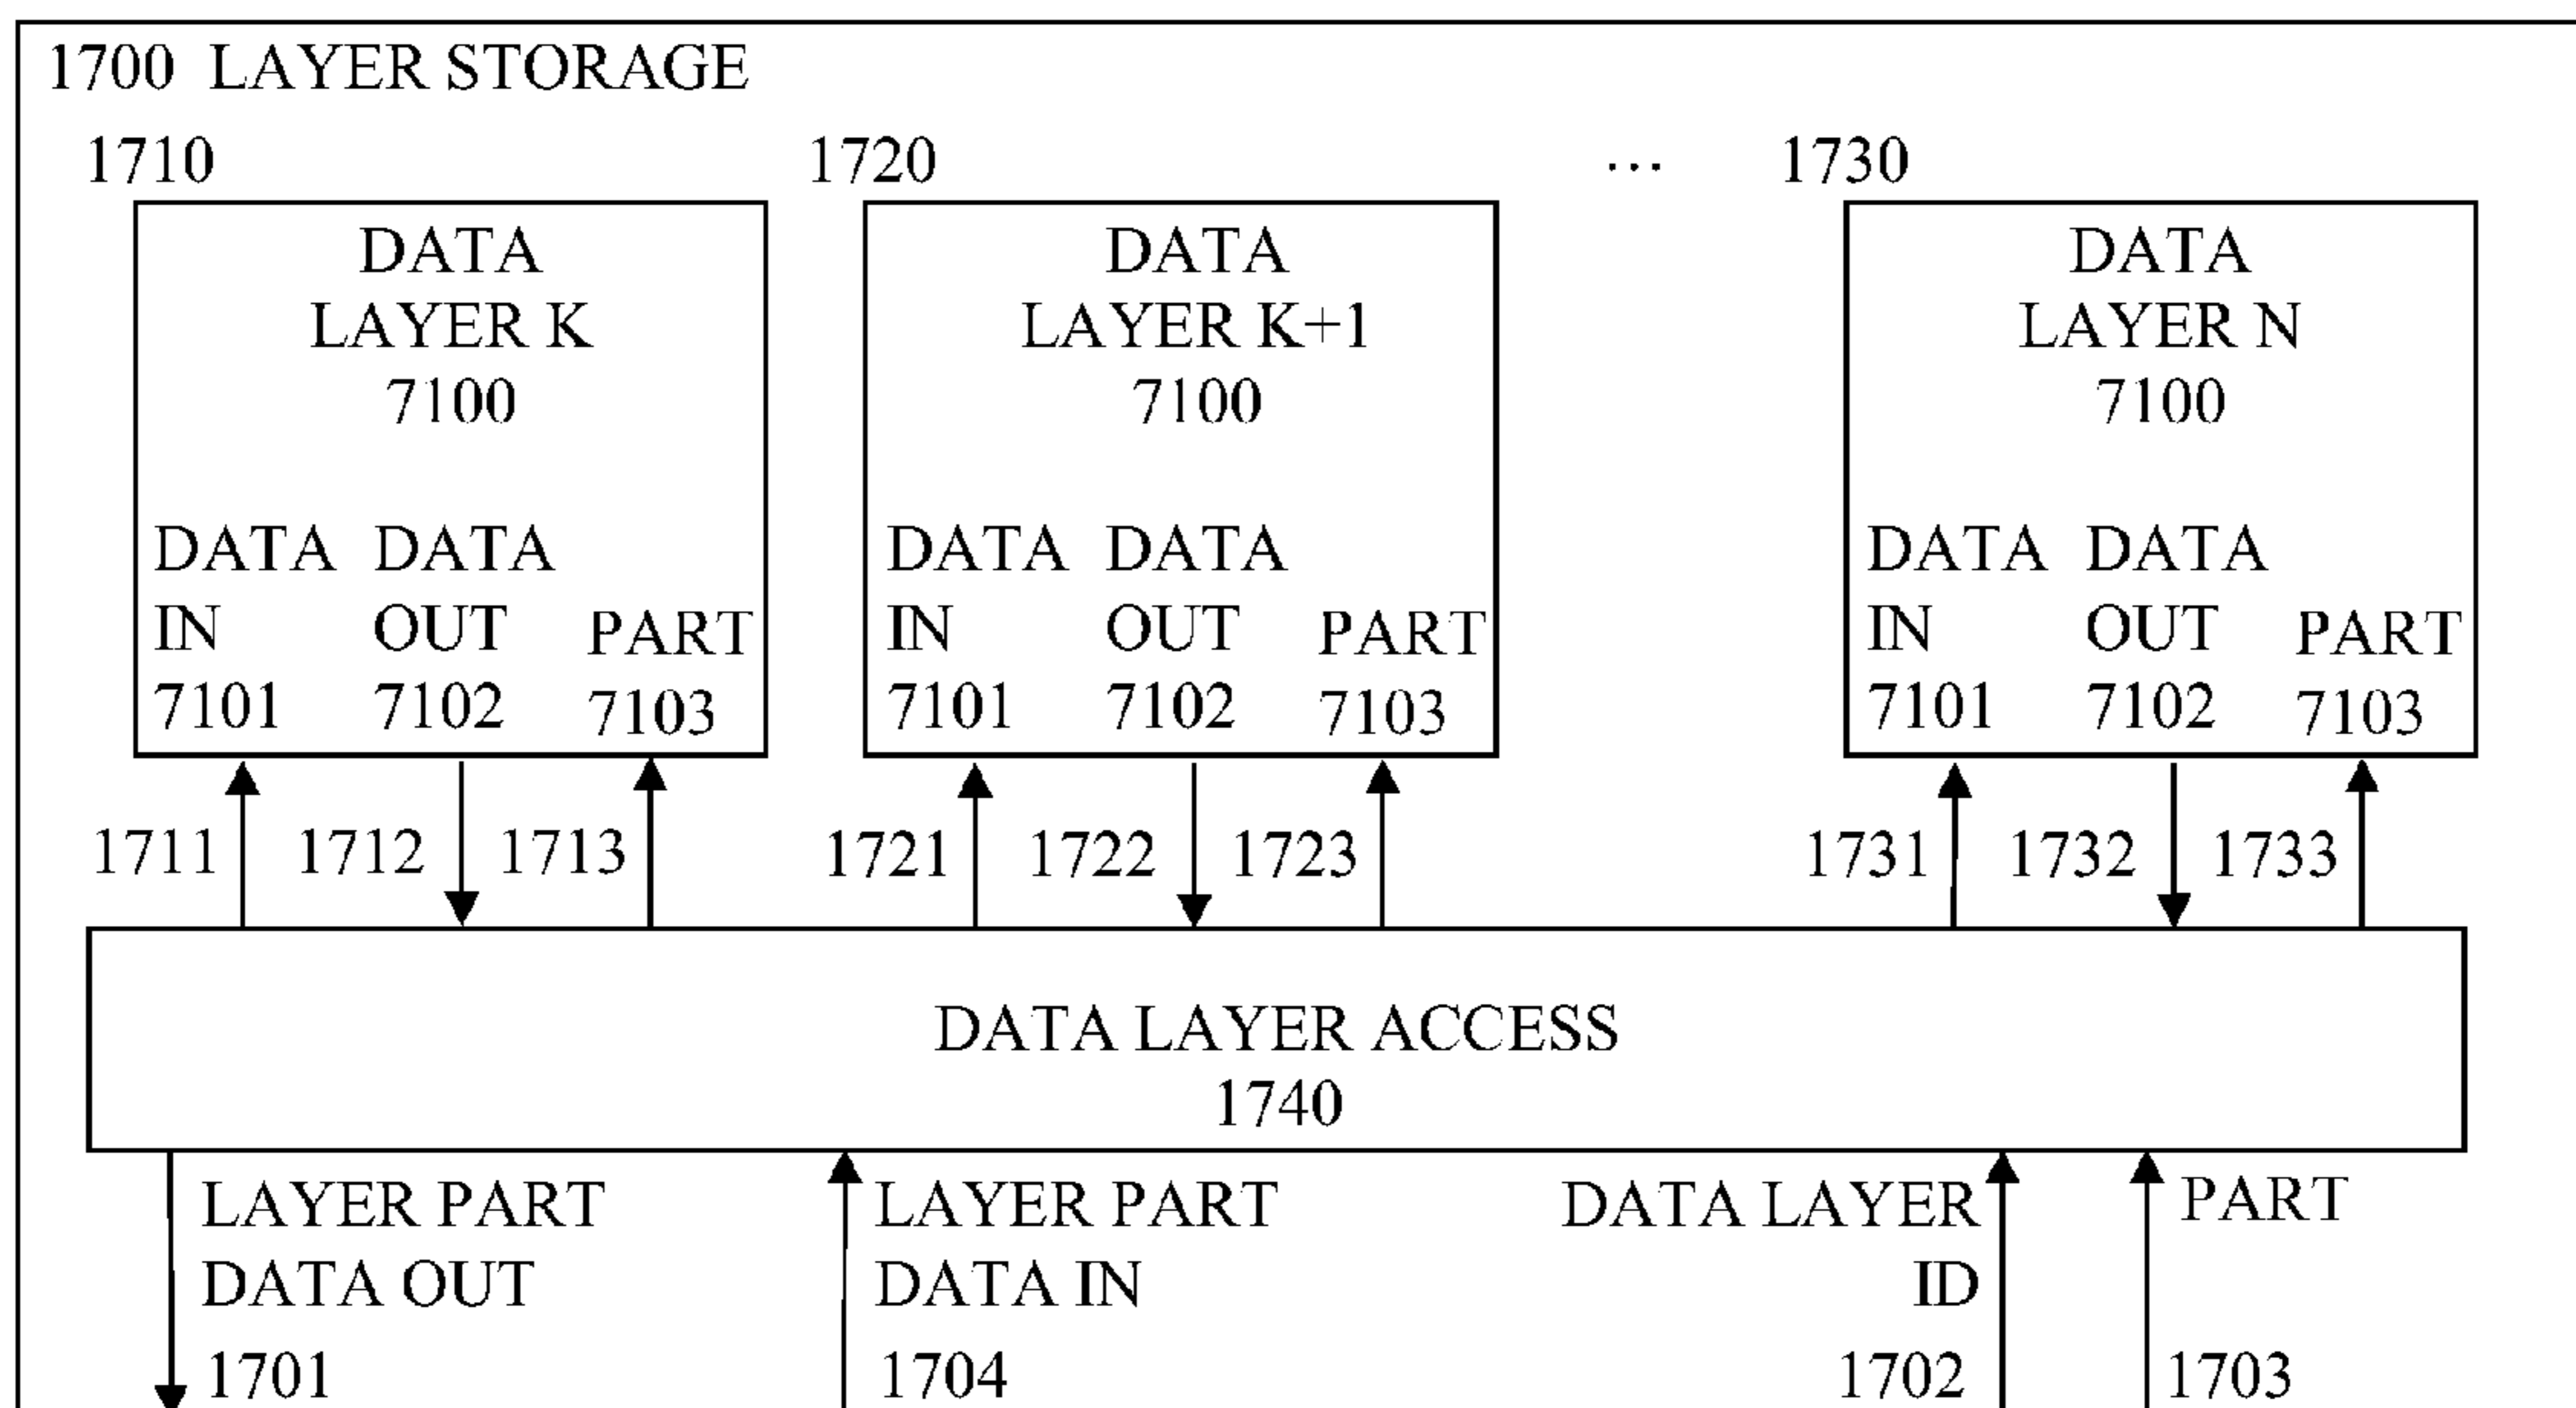 1700 LAYER STORAGE
1710 1720 ... 1730
DATA
LAYER K
7100
DATA IN 7101
DATA OUT 7102
PART 7103
DATA
LAYER K+1
7100
DATA IN 7101
DATA OUT 7102
PART 7103
DATA
LAYER N
7100
DATA IN 7101
DATA OUT 7102
PART 7103
1711 1712 1713 1721 1722 1723 1731 1732 1733
DATA LAYER ACCESS
1740
LAYER PART
DATA OUT
1701
LAYER PART
DATA IN
1704
DATA LAYER
ID
1702
PART
1703